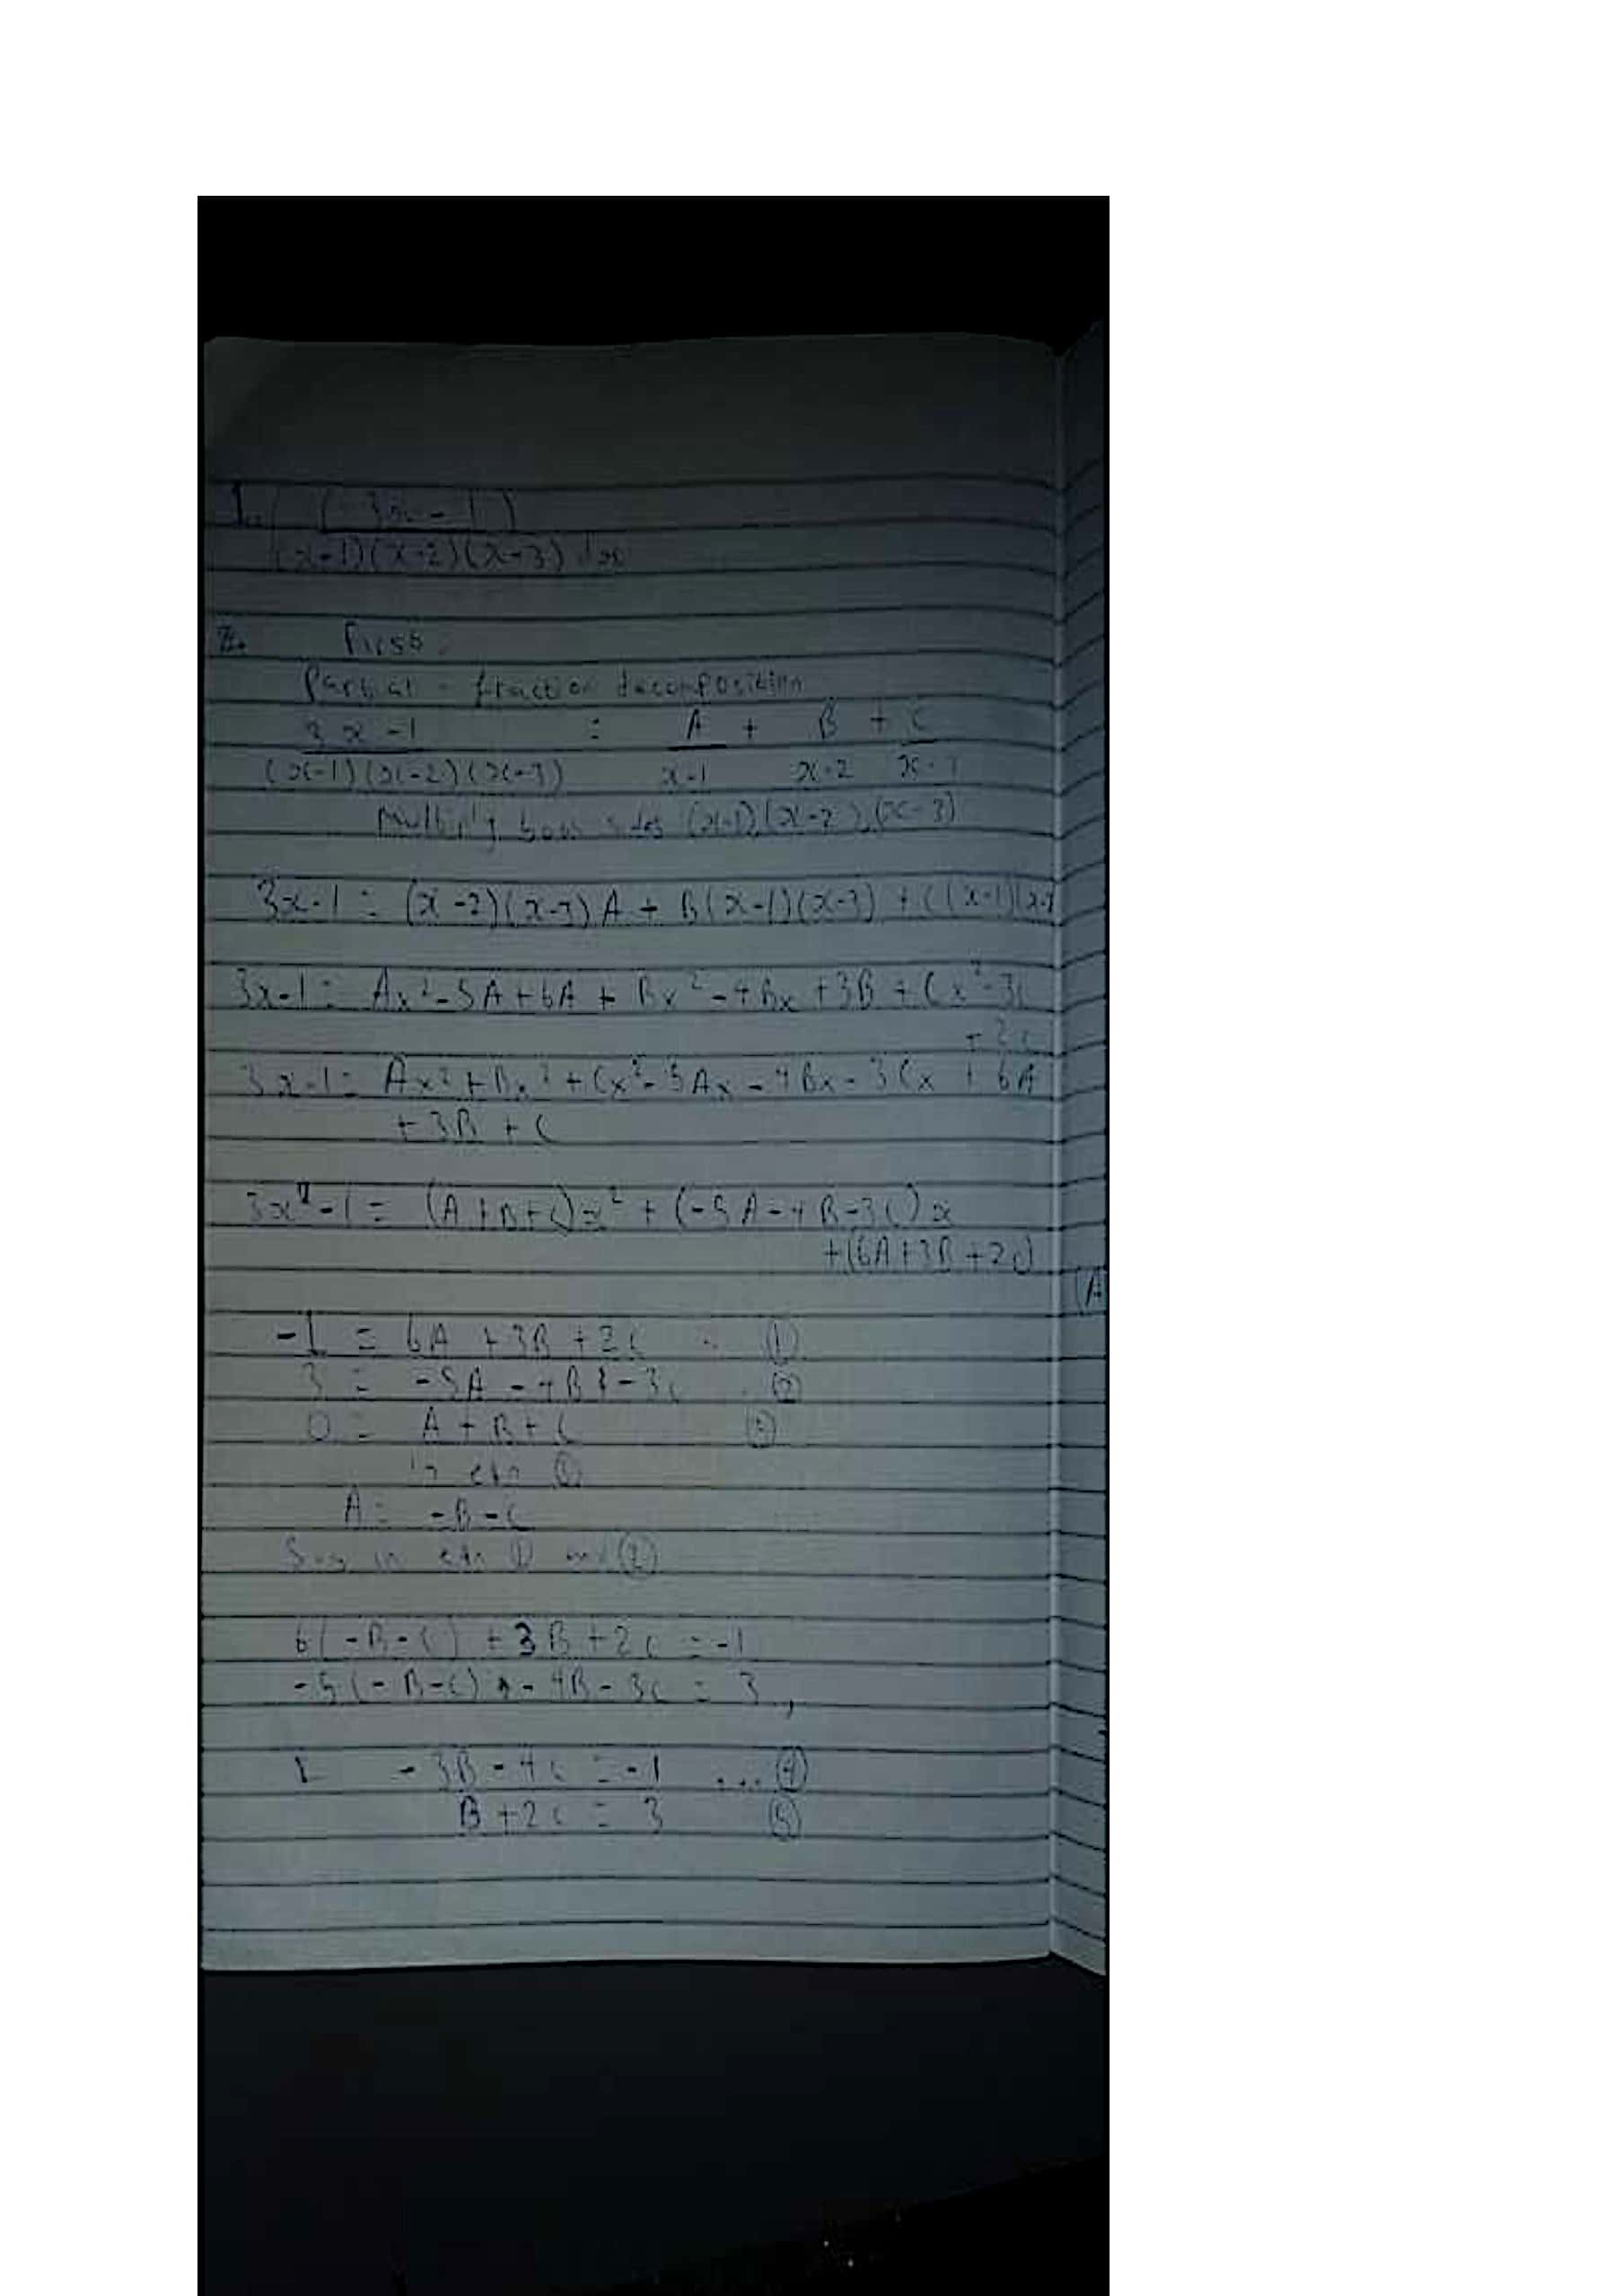 1. ∫ (3x - 1)
(x-1)(x-2)(x-3) dx
First,
Partial - fraction decomposition
3x - 1 = A + B + C
(x-1)(x-2)(x-3) x-1 x-2 x-3
Multiply both sides (x-1)(x-2)(x-3)
3x-1 = (x-2)(x-3)A + B(x-1)(x-3) + C(x-1)(x-
3x-1 = Ax² - 5A + 6A + Bx² - 4Bx + 3B + Cx² - 3C
+ 2C
3x-1 = Ax² + Bx² + Cx² - 5Ax - 4Bx - 3Cx + 6A
+ 3B + C
3x - 1 = (A+B+C)x² + (-5A - 4B - 3C)x
+ (6A + 3B + 2C)
(A
-1 = 6A + 3B + 2C .. ①
3 = -5A - 4B - 3C . ②
0 = A + B + C ③
in eqn
A = -B - C
in eqn ① and ②
6(-B-C) + 3B + 2C = -1
-5(-B-C) - 4B - 3C = 3,
-3B - 4C = -1 ... ④
B + 2C = 3 ⑤